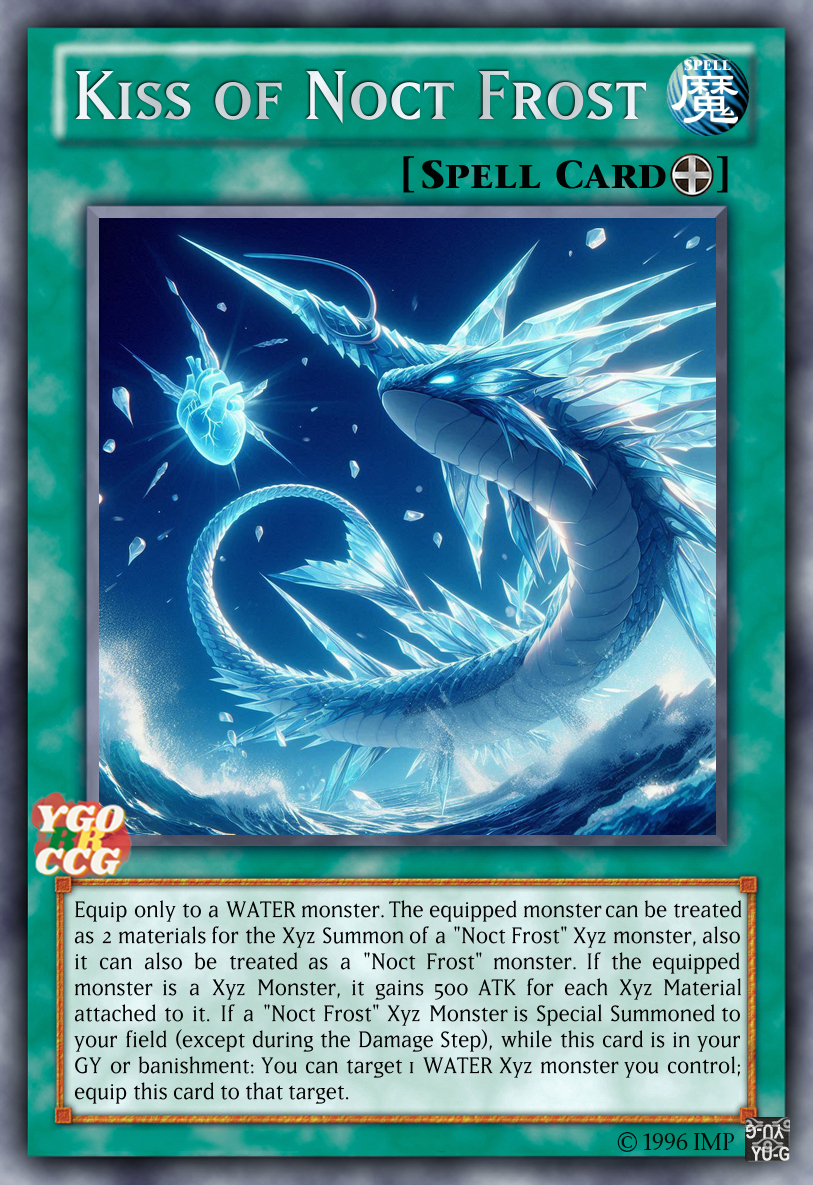 Kiss of Noct Frost
SPELL
魔
[Spell Card]
YGO
BR
CCG
Equip only to a WATER monster. The equipped monster can be treated
as 2 materials for the Xyz Summon of a "Noct Frost" Xyz monster, also
it can also be treated as a "Noct Frost" monster. If the equipped
monster is a Xyz Monster, it gains 500 ATK for each Xyz Material
attached to it. If a "Noct Frost" Xyz Monster is Special Summoned to
your field (except during the Damage Step), while this card is in your
GY or banishment: You can target 1 WATER Xyz monster you control;
equip this card to that target.
© 1996 IMP
YU-G
YU-G